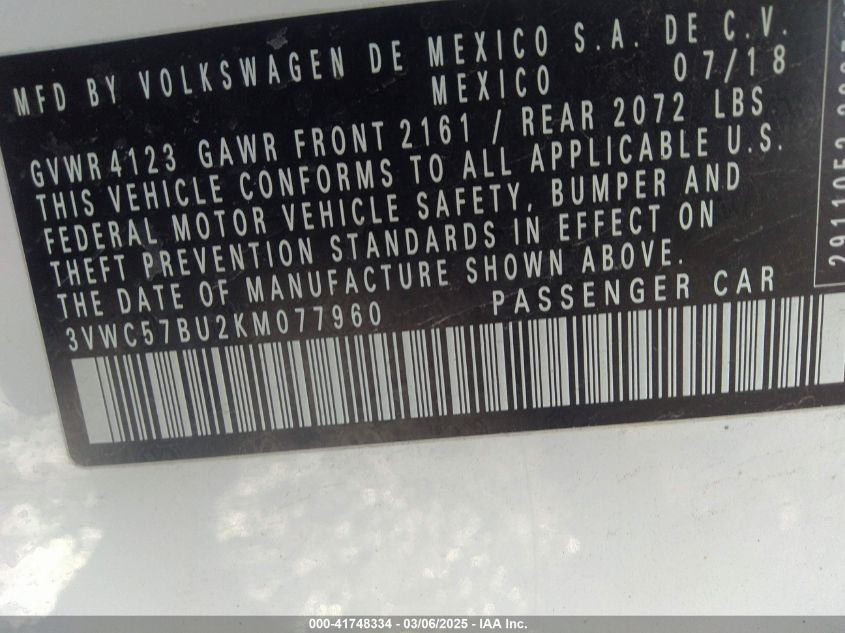 MFD BY VOLKSWAGEN DE MEXICO S.A. DE C.V.
MEXICO 07/18
GVWR 4123 GAWR FRONT 2161 / REAR 2072 LBS
THIS VEHICLE CONFORMS TO ALL APPLICABLE U.S.
FEDERAL MOTOR VEHICLE SAFETY, BUMPER AND
THEFT PREVENTION STANDARDS IN EFFECT ON
THE DATE OF MANUFACTURE SHOWN ABOVE.
3VWC57BU2KM077960 PASSENGER CAR
2911052
000-41748334 - 03/06/2025 - IAA Inc.